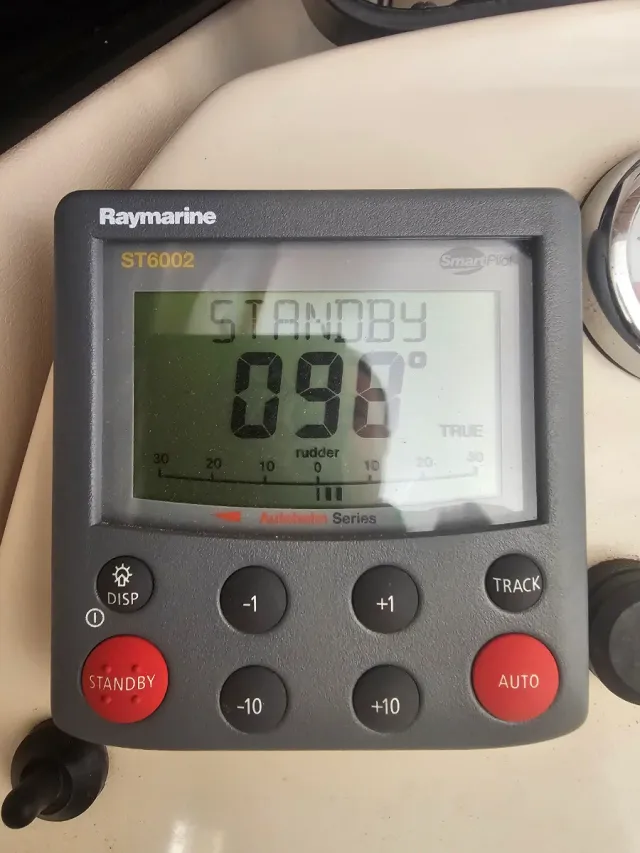 Raymarine
ST6002 SmartPilot
STANDBY
096°
TRUE
rudder
30 20 10 0 10 20 30
Autohelm Series
DISP -1 +1 TRACK
STANDBY -10 +10 AUTO